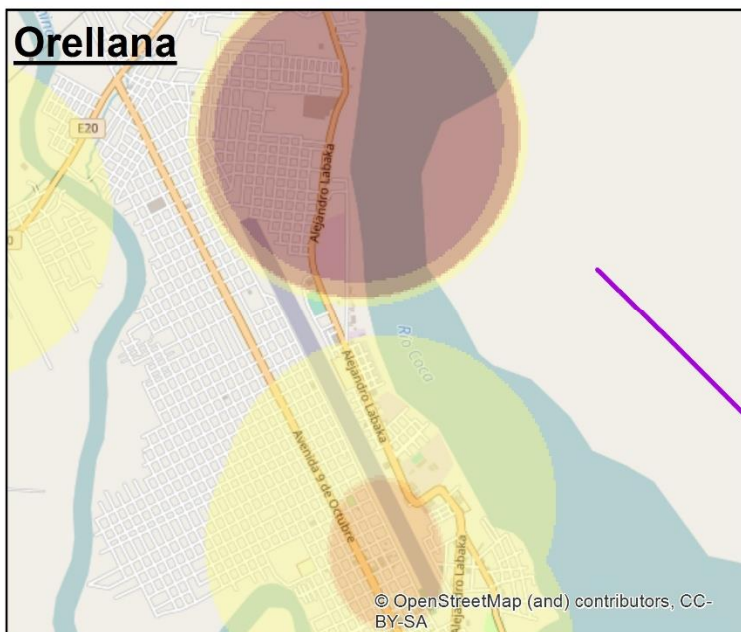 Orellana
E20
Alejandro Labaka
Río Coca
Alejandro Labaka
Avenida 9 de Octubre
Alejandro Labaka
© OpenStreetMap (and) contributors, CC-
BY-SA